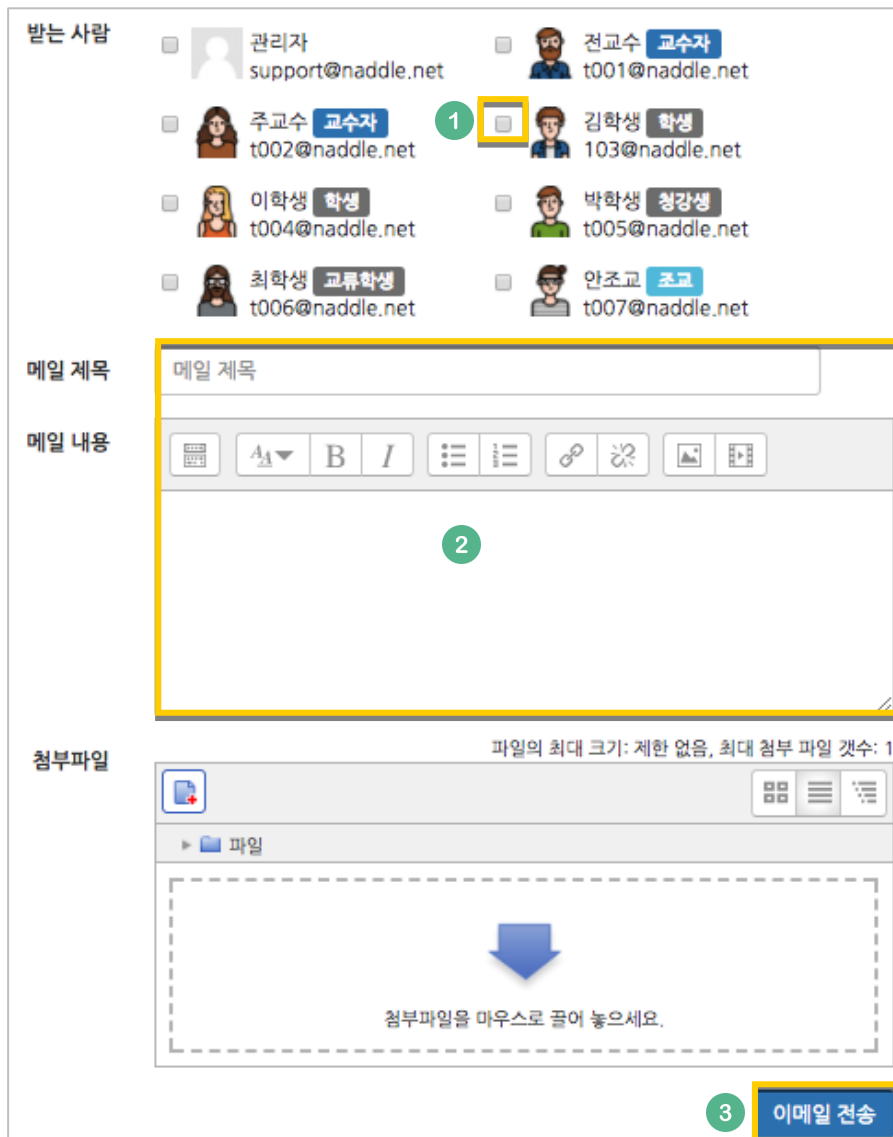 받는 사람
관리자
support@naddle.net
전교수 교수자
t001@naddle.net
주교수 교수자
t002@naddle.net
1
김학생 학생
103@naddle.net
이학생 학생
t004@naddle.net
박학생 청강생
t005@naddle.net
최학생 교류학생
t006@naddle.net
안조교 조교
t007@naddle.net
메일 제목
메일 제목
메일 내용
2
파일의 최대 크기: 제한 없음, 최대 첨부 파일 갯수: 1
첨부파일
파일
첨부파일을 마우스로 끌어 놓으세요.
3 이메일 전송